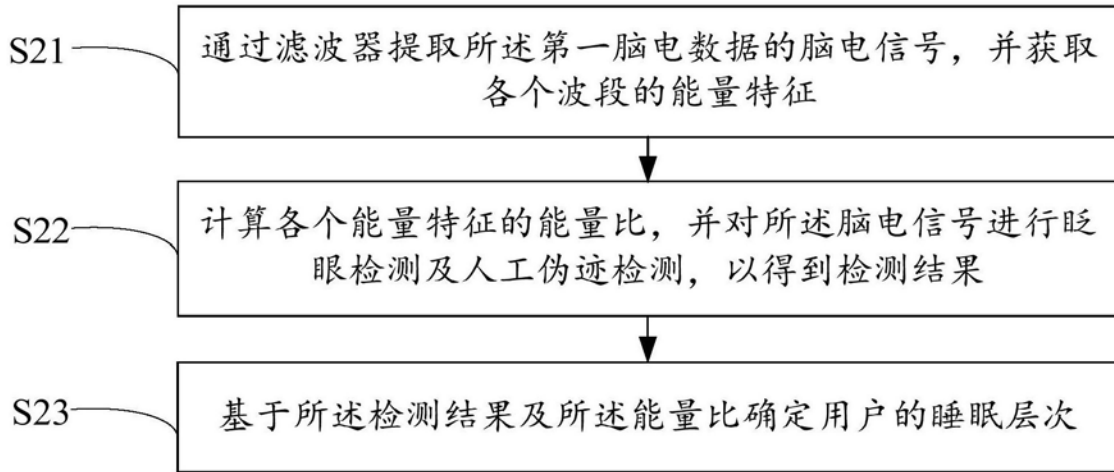 S21
通过滤波器提取所述第一脑电数据的脑电信号，并获取
各个波段的能量特征
S22
计算各个能量特征的能量比，并对所述脑电信号进行眨
眼检测及人工伪迹检测，以得到检测结果
S23
基于所述检测结果及所述能量比确定用户的睡眠层次